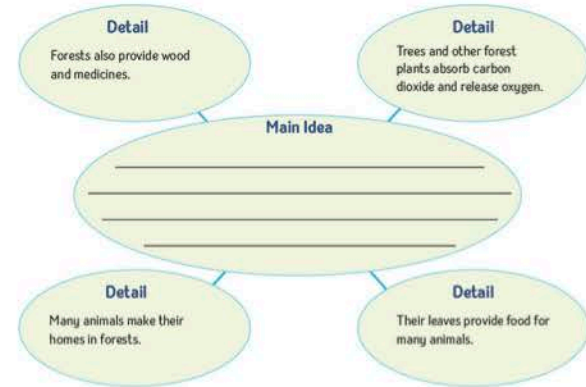 Detail
Forests also provide wood
and medicines.
Detail
Trees and other forest
plants absorb carbon
dioxide and release oxygen.
Main Idea
Detail
Many animals make their
homes in forests.
Detail
Their leaves provide food for
many animals.